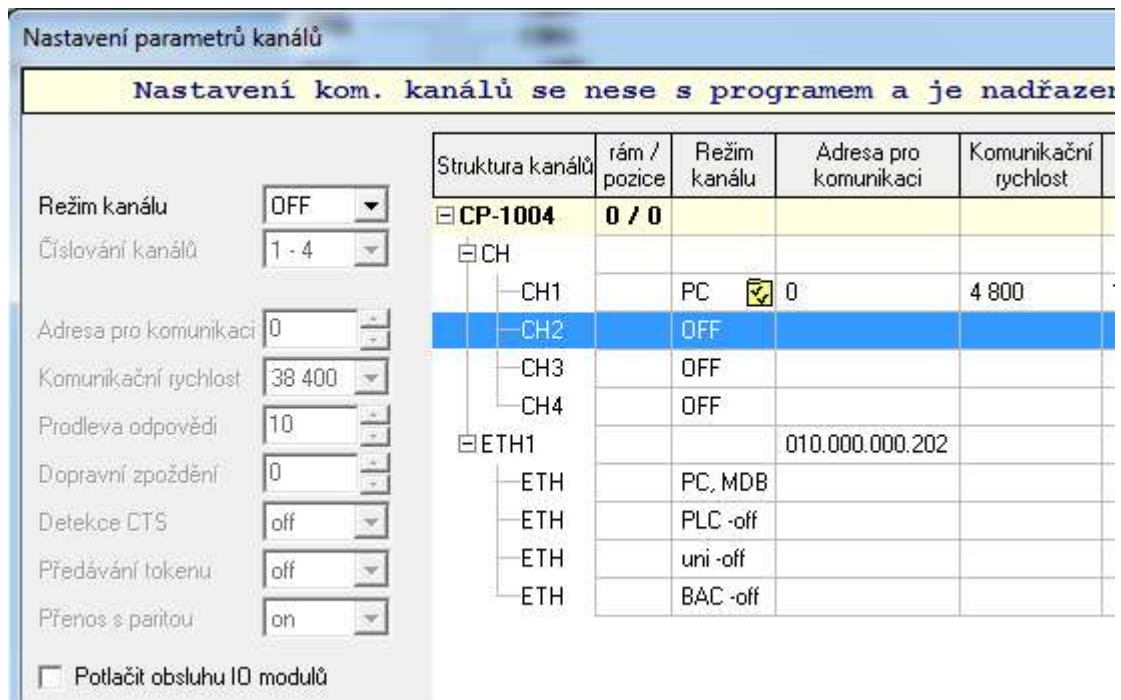 Nastavení parametrů kanálů
Nastavení kom. kanálů se nese s programem a je nadřazen
Režim kanálu OFF
Číslování kanálů 1 - 4
Adresa pro komunikaci 0
Komunikační rychlost 38 400
Prodleva odpovědi 10
Dopravní zpoždění 0
Detekce CTS off
Předávání tokenu off
Přenos s paritou on
Potlačit obsluhu IO modulů
Struktura kanálů rám / pozice Režim kanálu Adresa pro komunikaci Komunikační rychlost
CP-1004 0 / 0
CH
CH1 PC 0 4 800
CH2 OFF
CH3 OFF
CH4 OFF
ETH1 010.000.000.202
ETH PC, MDB
ETH PLC -off
ETH uni -off
ETH BAC -off